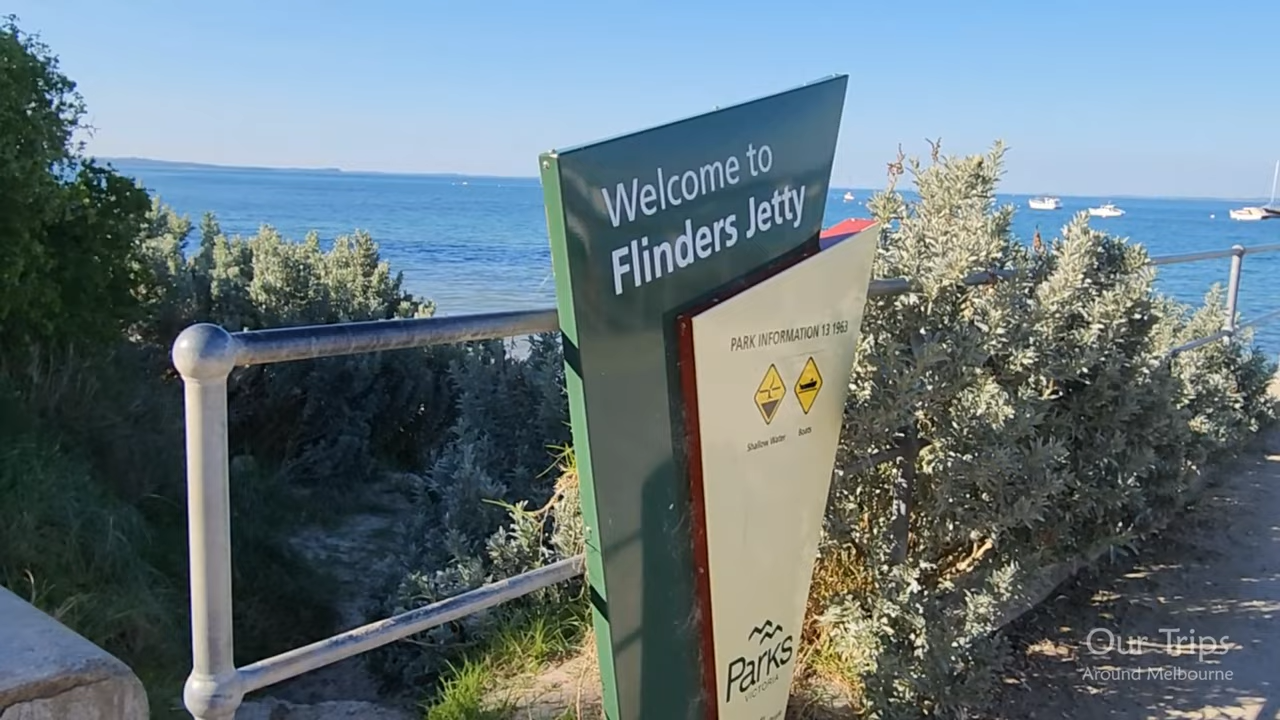 Welcome to
Flinders Jetty
PARK INFORMATION 13 1963
Shallow Water
Boats
Parks
VICTORIA
Our Trips
Around Melbourne